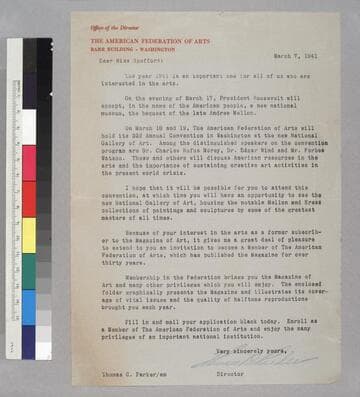 Office of the Director
THE AMERICAN FEDERATION OF ARTS
BARR BUILDING - WASHINGTON
March 7, 1941
Dear Miss Spofford:
The year 1941 is an important one for all of us who are
interested in the arts.
On the evening of March 17, President Roosevelt will
accept, in the name of the American people, a new national
museum, the bequest of the late Andrew Mellon.
On March 18 and 19, The American Federation of Arts will
hold its 32d Annual Convention in Washington at the new National
Gallery of Art. Among the distinguished speakers on the convention
program are Dr. Charles Rufus Morey, Dr. Edgar Wind and Mr. Forbes
Watson. These and others will discuss American resources in the
arts and the importance of sustaining creative art activities in
the present world crisis.
I hope that it will be possible for you to attend this
convention, at which time you will have an opportunity to see the
new National Gallery of Art, housing the notable Mellon and Kress
collections of paintings and sculptures by some of the greatest
masters of all times.
Because of your interest in the arts as a former subscrib-
er to the Magazine of Art, it gives me a great deal of pleasure
to extend to you an invitation to become a Member of The American
Federation of Arts, which has published the Magazine for over
thirty years.
Membership in the Federation brings you the Magazine of
Art and many other privileges which you will enjoy. The enclosed
folder graphically presents the Magazine and illustrates its cover-
age of vital issues and the quality of halftone reproductions
brought you each year.
Fill in and mail your application blank today. Enroll as
a Member of The American Federation of Arts and enjoy the many
privileges of an important national institution.
Very sincerely yours,
Thomas C. Parker/em
Director